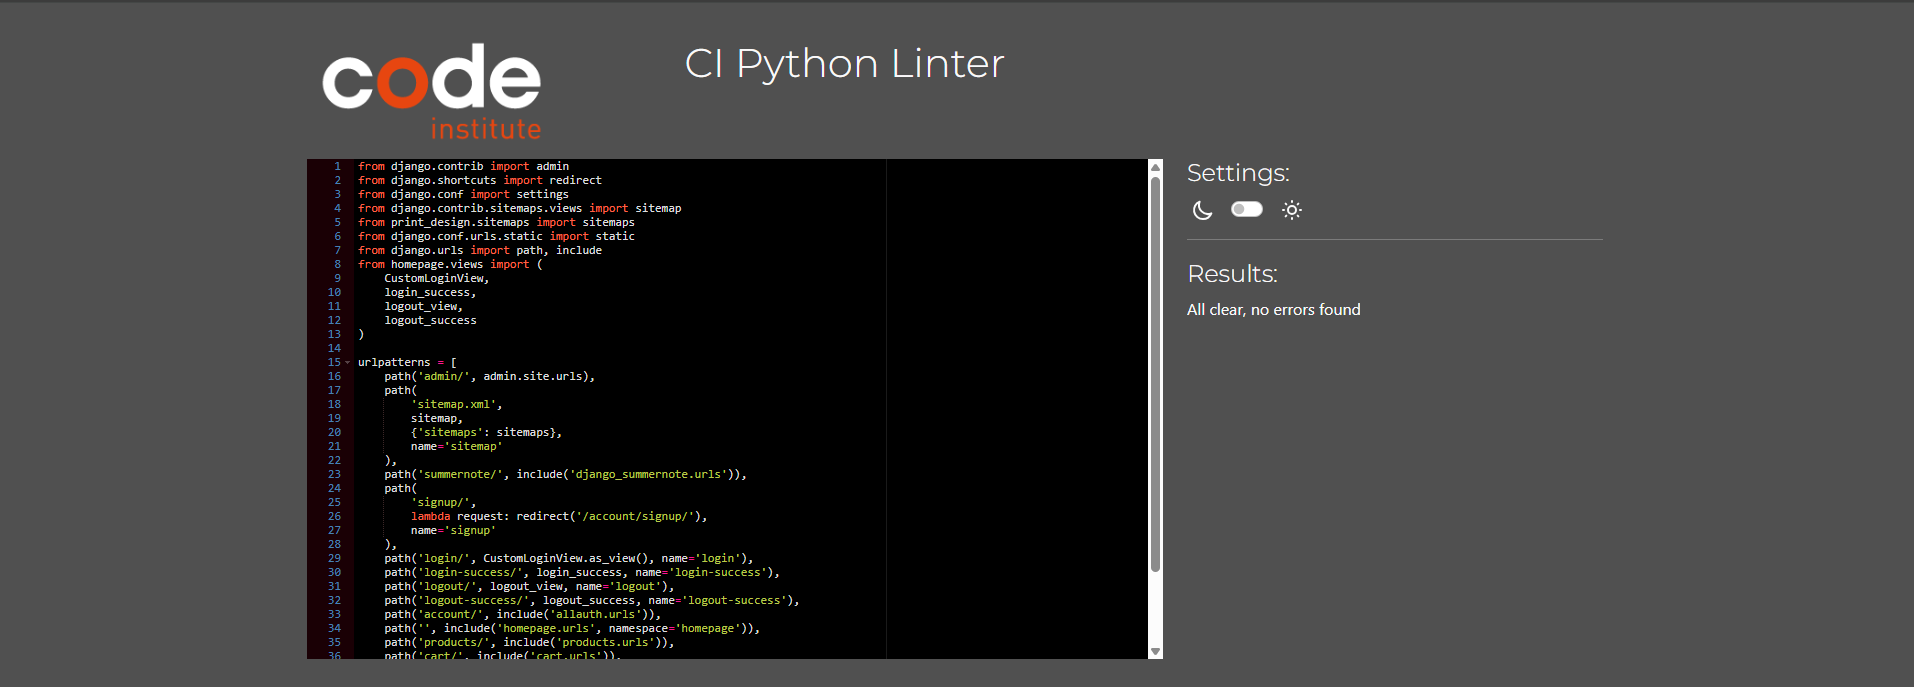 code
institute
CI Python Linter
1 from django.contrib import admin
2 from django.shortcuts import redirect
3 from django.conf import settings
4 from django.contrib.sitemaps.views import sitemap
5 from print_design.sitemaps import sitemaps
6 from django.conf.urls.static import static
7 from django.urls import path, include
8 from homepage.views import (
9     CustomLoginView,
10     login_success,
11     logout_view,
12     logout_success
13 )
14
15 urlpatterns = [
16     path('admin/', admin.site.urls),
17     path(
18         'sitemap.xml',
19         sitemap,
20         {'sitemaps': sitemaps},
21         name='sitemap'
22     ),
23     path('summernote/', include('django_summernote.urls')),
24     path(
25         'signup/',
26         lambda request: redirect('/account/signup/'),
27         name='signup'
28     ),
29     path('login/', CustomLoginView.as_view(), name='login'),
30     path('login-success/', login_success, name='login-success'),
31     path('logout/', logout_view, name='logout'),
32     path('logout-success/', logout_success, name='logout-success'),
33     path('account/', include('allauth.urls')),
34     path('', include('homepage.urls', namespace='homepage')),
35     path('products/', include('products.urls')),
36     path('cart/', include('cart.urls')),
Settings:
Results:
All clear, no errors found